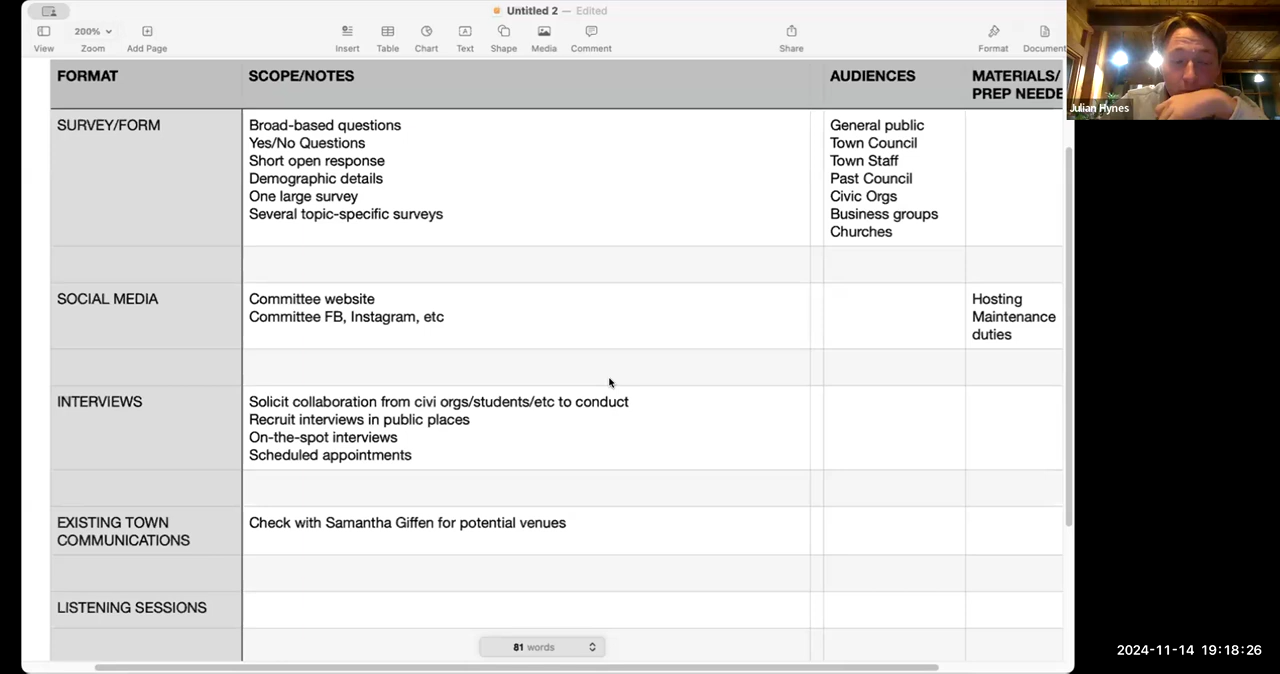 Untitled 2 — Edited
200%
View
Zoom
Add Page
Insert
Table
Chart
Text
Shape
Media
Comment
Share
Format
Document
FORMAT
SCOPE/NOTES
AUDIENCES
MATERIALS/
PREP NEEDE
SURVEY/FORM
Broad-based questions
Yes/No Questions
Short open response
Demographic details
One large survey
Several topic-specific surveys
General public
Town Council
Town Staff
Past Council
Civic Orgs
Business groups
Churches
SOCIAL MEDIA
Committee website
Committee FB, Instagram, etc
Hosting
Maintenance
duties
INTERVIEWS
Solicit collaboration from civi orgs/students/etc to conduct
Recruit interviews in public places
On-the-spot interviews
Scheduled appointments
EXISTING TOWN
COMMUNICATIONS
Check with Samantha Giffen for potential venues
LISTENING SESSIONS
81 words
Julian Hynes
2024-11-14 19:18:26